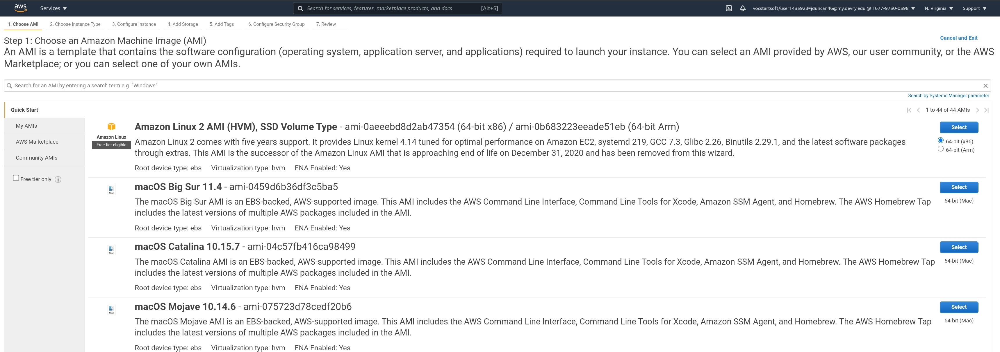 aws Services Search for services, features, marketplace products, and docs [Alt+S] vocstartsoft/user1433928=jduncan46@my.devry.edu @ 1677-9730-0398 N. Virginia Support
1. Choose AMI 2. Choose Instance Type 3. Configure Instance 4. Add Storage 5. Add Tags 6. Configure Security Group 7. Review
Step 1: Choose an Amazon Machine Image (AMI)
Cancel and Exit
An AMI is a template that contains the software configuration (operating system, application server, and applications) required to launch your instance. You can select an AMI provided by AWS, our user community, or the AWS
Marketplace; or you can select one of your own AMIs.
Search for an AMI by entering a search term e.g. "Windows"
Search by Systems Manager parameter
Quick Start
1 to 44 of 44 AMIs
My AMIs
AWS Marketplace
Community AMIs
Free tier only
Amazon Linux
Free tier eligible
Amazon Linux 2 AMI (HVM), SSD Volume Type - ami-0aeeebd8d2ab47354 (64-bit x86) / ami-0b683223eeade51eb (64-bit Arm)
Amazon Linux 2 comes with five years support. It provides Linux kernel 4.14 tuned for optimal performance on Amazon EC2, systemd 219, GCC 7.3, Glibc 2.26, Binutils 2.29.1, and the latest software packages
through extras. This AMI is the successor of the Amazon Linux AMI that is approaching end of life on December 31, 2020 and has been removed from this wizard.
Root device type: ebs Virtualization type: hvm ENA Enabled: Yes
Select
64-bit (x86)
64-bit (Arm)
Mac
macOS Big Sur 11.4 - ami-0459d6b36df3c5ba5
The macOS Big Sur AMI is an EBS-backed, AWS-supported image. This AMI includes the AWS Command Line Interface, Command Line Tools for Xcode, Amazon SSM Agent, and Homebrew. The AWS Homebrew Tap
includes the latest versions of multiple AWS packages included in the AMI.
Root device type: ebs Virtualization type: hvm ENA Enabled: Yes
Select
64-bit (Mac)
Mac
macOS Catalina 10.15.7 - ami-04c57fb416ca98499
The macOS Catalina AMI is an EBS-backed, AWS-supported image. This AMI includes the AWS Command Line Interface, Command Line Tools for Xcode, Amazon SSM Agent, and Homebrew. The AWS Homebrew Tap
includes the latest versions of multiple AWS packages included in the AMI.
Root device type: ebs Virtualization type: hvm ENA Enabled: Yes
Select
64-bit (Mac)
Mac
macOS Mojave 10.14.6 - ami-075723d78cedf20b6
The macOS Mojave AMI is an EBS-backed, AWS-supported image. This AMI includes the AWS Command Line Interface, Command Line Tools for Xcode, Amazon SSM Agent, and Homebrew. The AWS Homebrew Tap
includes the latest versions of multiple AWS packages included in the AMI.
Root device type: ebs Virtualization type: hvm ENA Enabled: Yes
Select
64-bit (Mac)